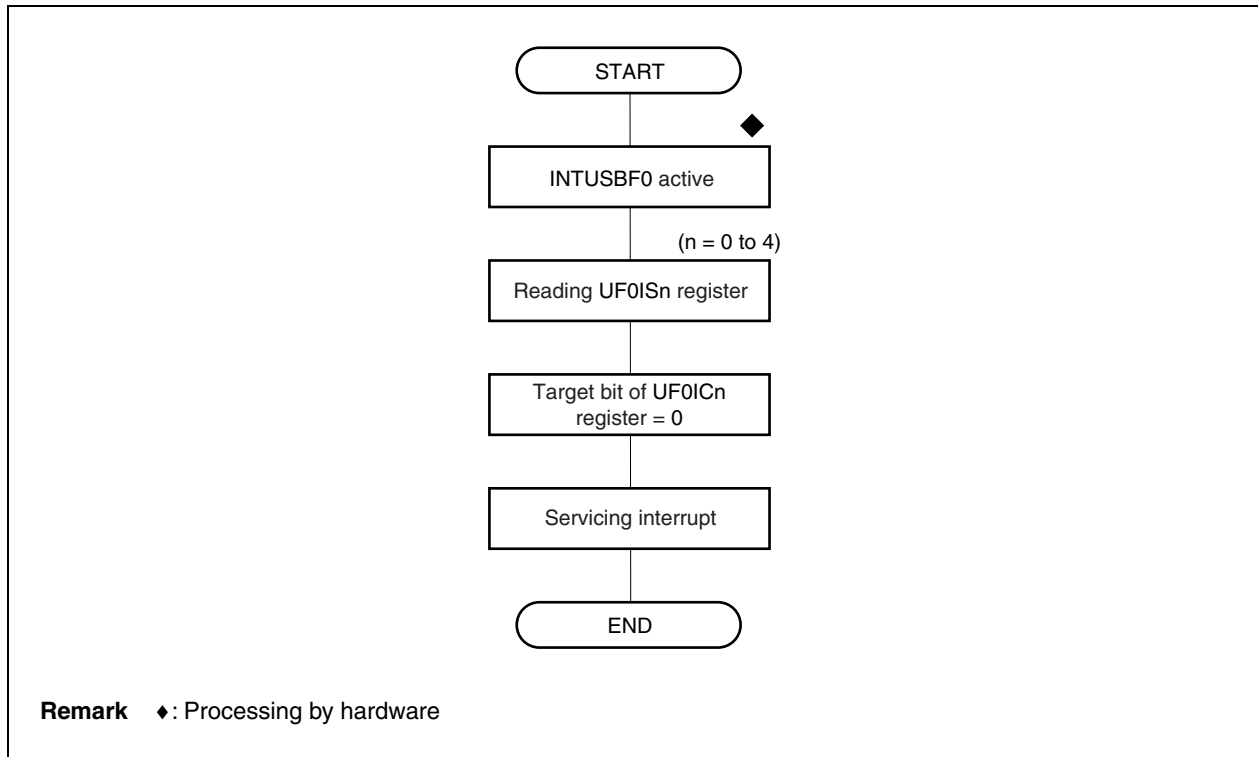 START
◆
INTUSBF0 active
(n = 0 to 4)
Reading UF0ISn register
Target bit of UF0ICn
register = 0
Servicing interrupt
END
Remark ♦: Processing by hardware